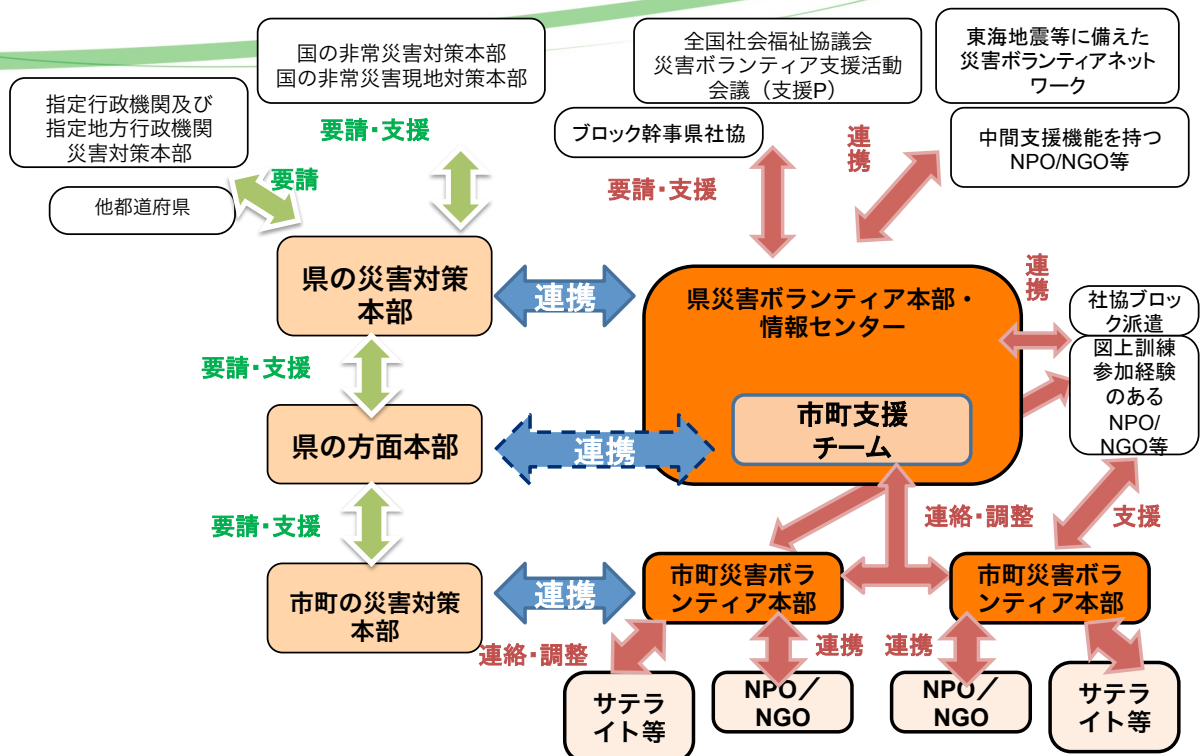 国の非常災害対策本部
国の非常災害現地対策本部
全国社会福祉協議会
災害ボランティア支援活動
会議（支援P）
東海地震等に備えた
災害ボランティアネット
ワーク
指定行政機関及び
指定地方行政機関
災害対策本部
要請・支援
ブロック幹事県社協
連携
中間支援機能を持つ
NPO/NGO等
要請
他都道府県
要請・支援
県の災害対策
本部
連携
県災害ボランティア本部・
情報センター
連携
社協ブロッ
ク派遣
図上訓練
参加経験
のある
NPO/
NGO等
要請・支援
市町支援
チーム
県の方面本部
連携
要請・支援
連絡・調整
支援
市町の災害対策
本部
連携
市町災害ボラ
ンティア本部
市町災害ボラ
ンティア本部
連絡・調整
連携
連携
サテラ
イト等
NPO／
NGO
NPO／
NGO
サテラ
イト等